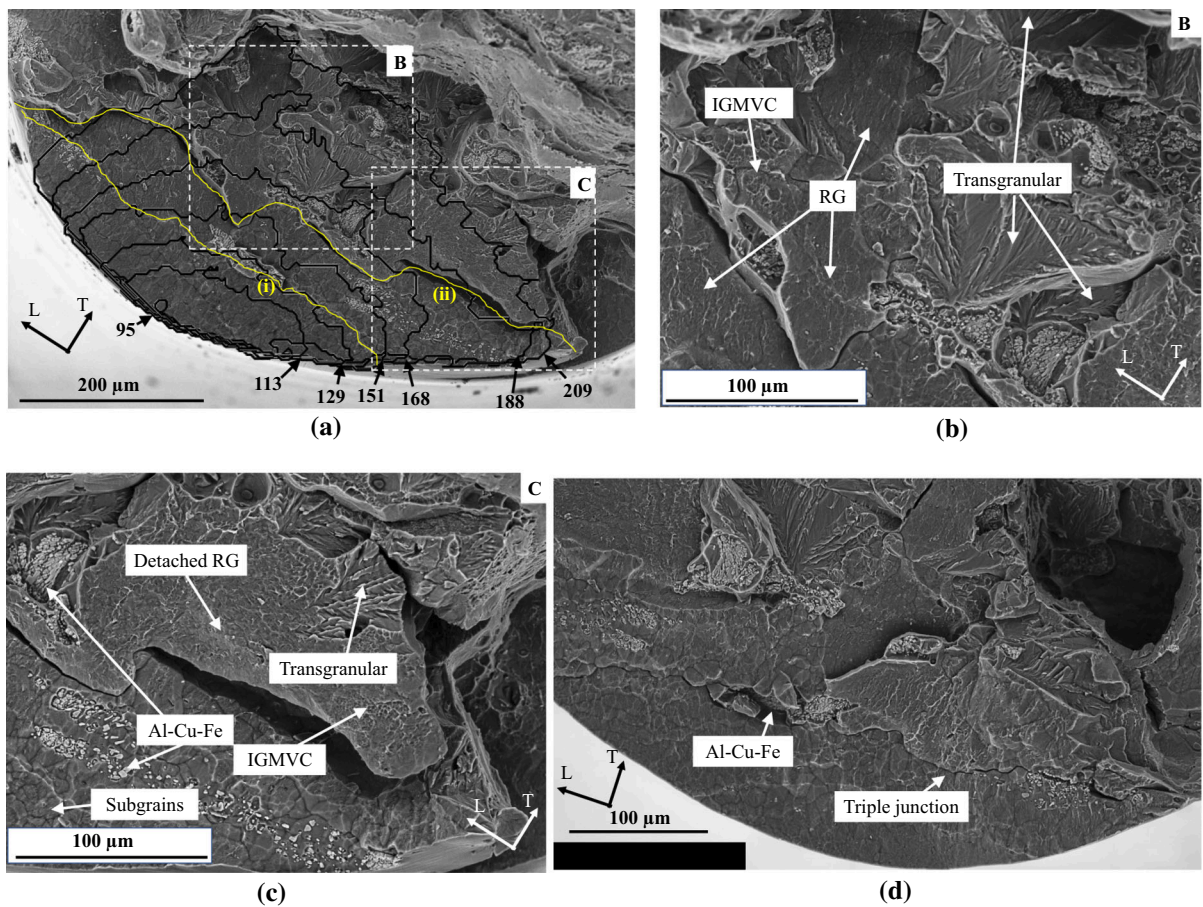 B
(i)
(ii)
C
L
T
95
113
129
151
168
188
209
200 µm
(a)
B
IGMVC
RG
Transgranular
L
T
100 µm
(b)
C
Detached RG
Transgranular
Al-Cu-Fe
IGMVC
Subgrains
L
T
100 µm
(c)
Al-Cu-Fe
Triple junction
L
T
100 µm
(d)